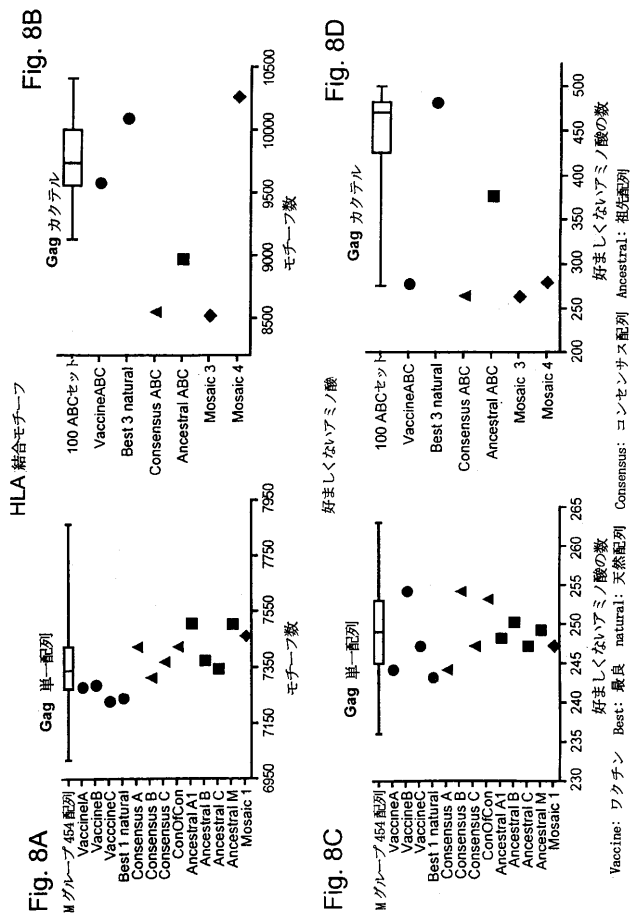 HLA 結合モチーフ
Fig. 8A
Gag 単一配列
Mグループ 454 配列
VaccineIA
VaccineB
VacccineC
Best 1 natural
Consensus A
Consensus B
Consensus C
ConOfCon
Ancestral A1
Ancestral B
Ancestral C
Ancestral M
Mosaic 1
6950 7150 7350 7550 7750 7950
モチーフ数
Fig. 8B
Gag カクテル
100 ABCセット
VaccineABC
Best 3 natural
Consensus ABC
Ancestral ABC
Mosaic 3
Mosaic 4
8500 9000 9500 10000 10500
モチーフ数
好ましくないアミノ酸
Fig. 8C
Gag 単一配列
Mグループ 454 配列
VaccineA
VaccineB
VaccineC
Best 1 natural
Consensus A
Consensus B
Consensus C
ConOfCon
Ancestral A1
Ancestral B
Ancestral C
Ancestral M
Mosaic 1
230 235 240 245 250 255 260 265
好ましくないアミノ酸の数
Fig. 8D
Gag カクテル
100 ABCセット
VaccineABC
Best 3 natural
Consensus ABC
Ancestral ABC
Mosaic 3
Mosaic 4
200 250 300 350 400 450 500
好ましくないアミノ酸の数
Vaccine: ワクチン Best: 最良 natural: 天然配列 Consensus: コンセンサス配列 Ancestral: 祖先配列